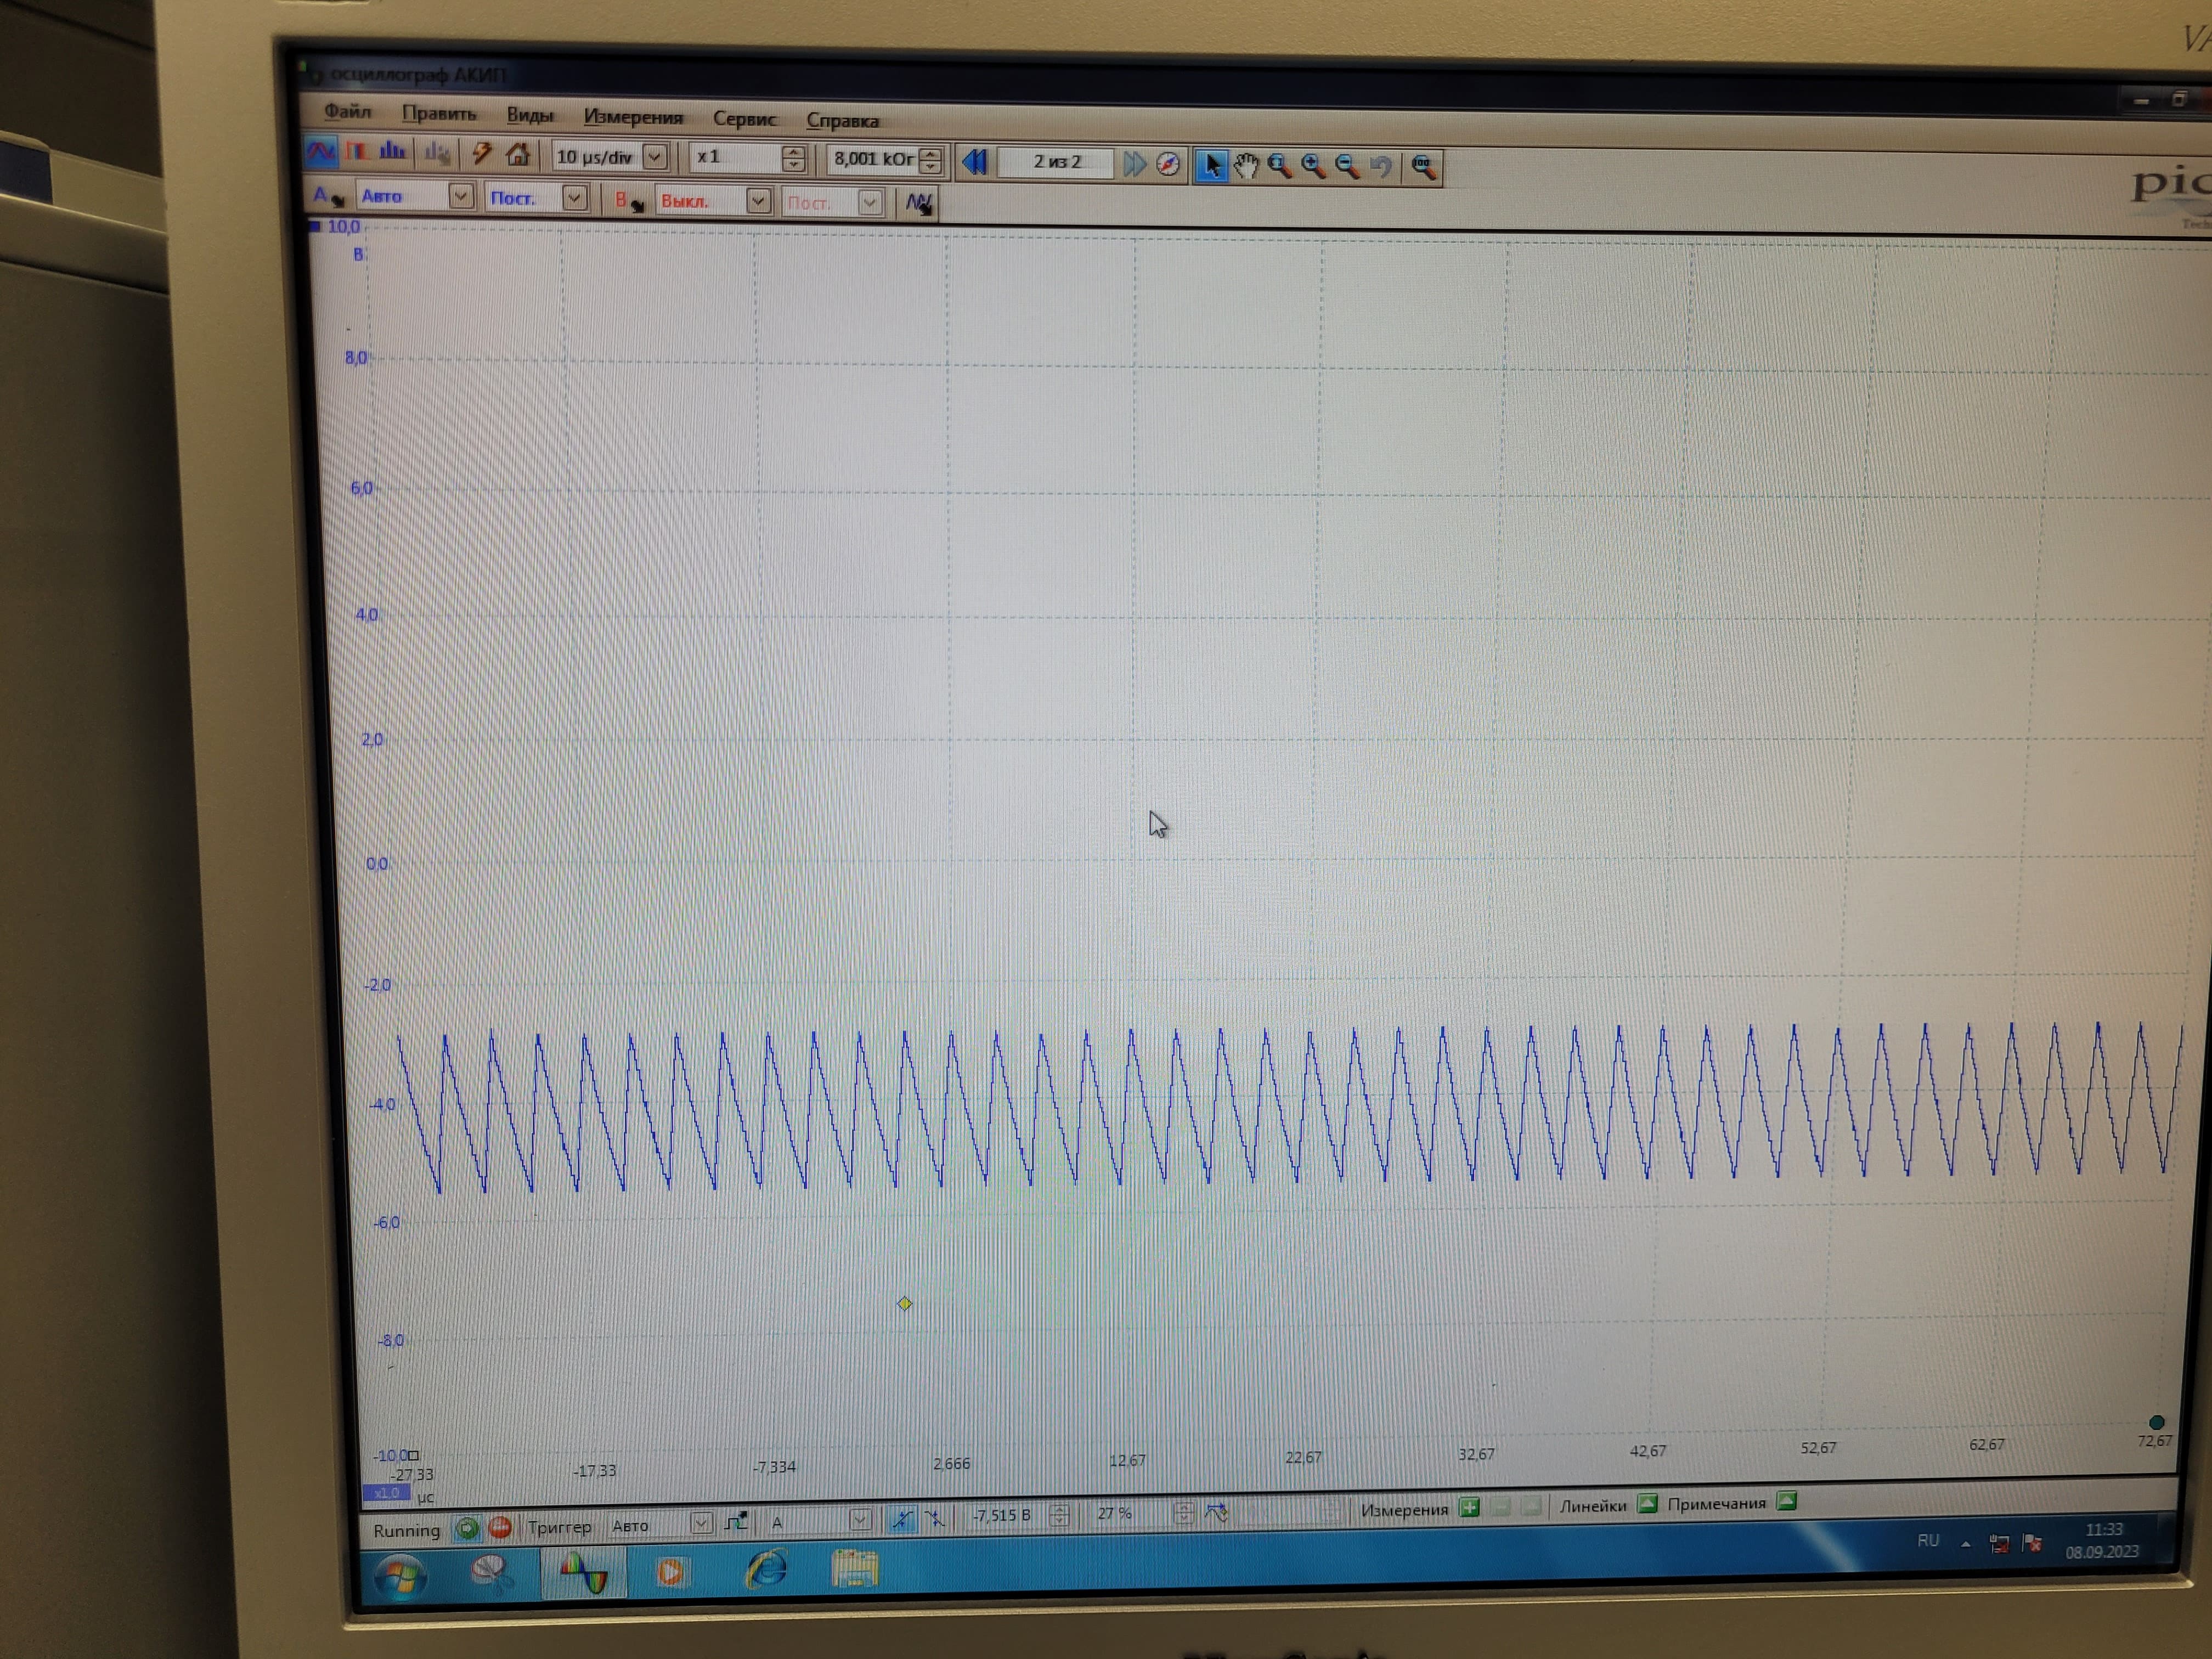 осциллограф АКИП
Файл Править Виды Измерения Сервис Справка
10 µs/div x 1 8,001 kОг 2 из 2
A Авто Пост. B Выкл. Пост.
pic
10,0
В
8,0
6,0
4,0
2,0
0,0
-2,0
-4,0
-6,0
-8,0
-10,0
-27,33 -17,33 -7,334 2,666 12,67 22,67 32,67 42,67 52,67 62,67 72,67
x1,0 µс
Running Триггер Авто A -7,515 В 27 % Измерения Линейки Примечания
RU 11:33
08.09.2023